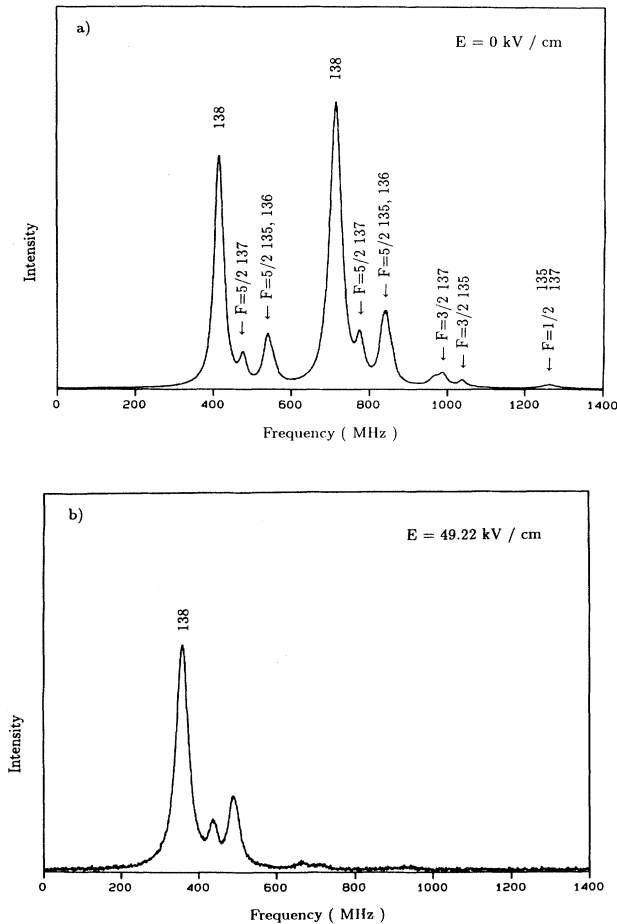 a)
E = 0 kV / cm
138
F=5/2 137
F=5/2 135, 136
138
F=5/2 137
F=5/2 135, 136
F=3/2 137
F=3/2 135
F=1/2 135 137
Intensity
0 200 400 600 800 1000 1200 1400
Frequency ( MHz )
b)
E = 49.22 kV / cm
138
Intensity
0 200 400 600 800 1000 1200 1400
Frequency ( MHz )